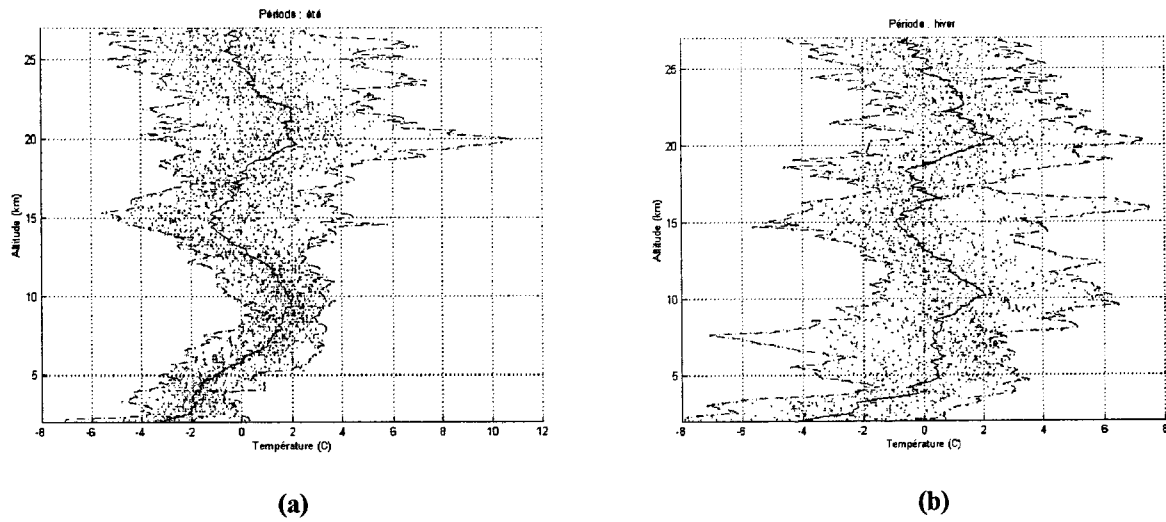 Période : été
25
20
15
10
5
Altitude (km)
-8 -6 -4 -2 0 2 4 6 8 10 12
Température (C)
(a)
Période : hiver
25
20
15
10
5
Altitude (km)
-8 -6 -4 -2 0 2 4 6 8
Température (C)
(b)